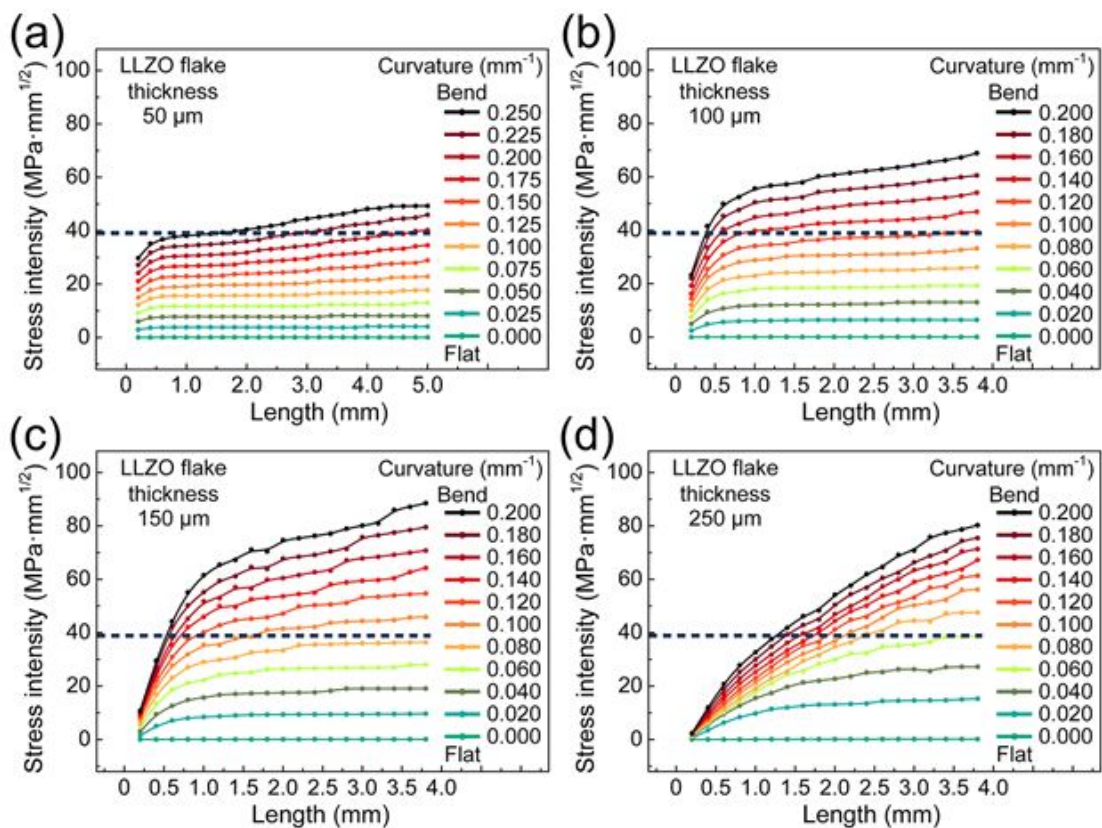 (a)
LLZO flake
thickness
50 µm
Curvature (mm-1)
Bend
0.250
0.225
0.200
0.175
0.150
0.125
0.100
0.075
0.050
0.025
0.000
Flat
100
80
60
40
20
0
Stress intensity (MPa·mm1/2)
0 1.0 2.0 3.0 4.0 5.0
Length (mm)
(b)
LLZO flake
thickness
100 µm
Curvature (mm-1)
Bend
0.200
0.180
0.160
0.140
0.120
0.100
0.080
0.060
0.040
0.020
0.000
Flat
100
80
60
40
20
0
Stress intensity (MPa·mm1/2)
0 0.5 1.0 1.5 2.0 2.5 3.0 3.5 4.0
Length (mm)
(c)
LLZO flake
thickness
150 µm
Curvature (mm-1)
Bend
0.200
0.180
0.160
0.140
0.120
0.100
0.080
0.060
0.040
0.020
0.000
Flat
100
80
60
40
20
0
Stress intensity (MPa·mm1/2)
0 0.5 1.0 1.5 2.0 2.5 3.0 3.5 4.0
Length (mm)
(d)
LLZO flake
thickness
250 µm
Curvature (mm-1)
Bend
0.200
0.180
0.160
0.140
0.120
0.100
0.080
0.060
0.040
0.020
0.000
Flat
100
80
60
40
20
0
Stress intensity (MPa·mm1/2)
0 0.5 1.0 1.5 2.0 2.5 3.0 3.5 4.0
Length (mm)